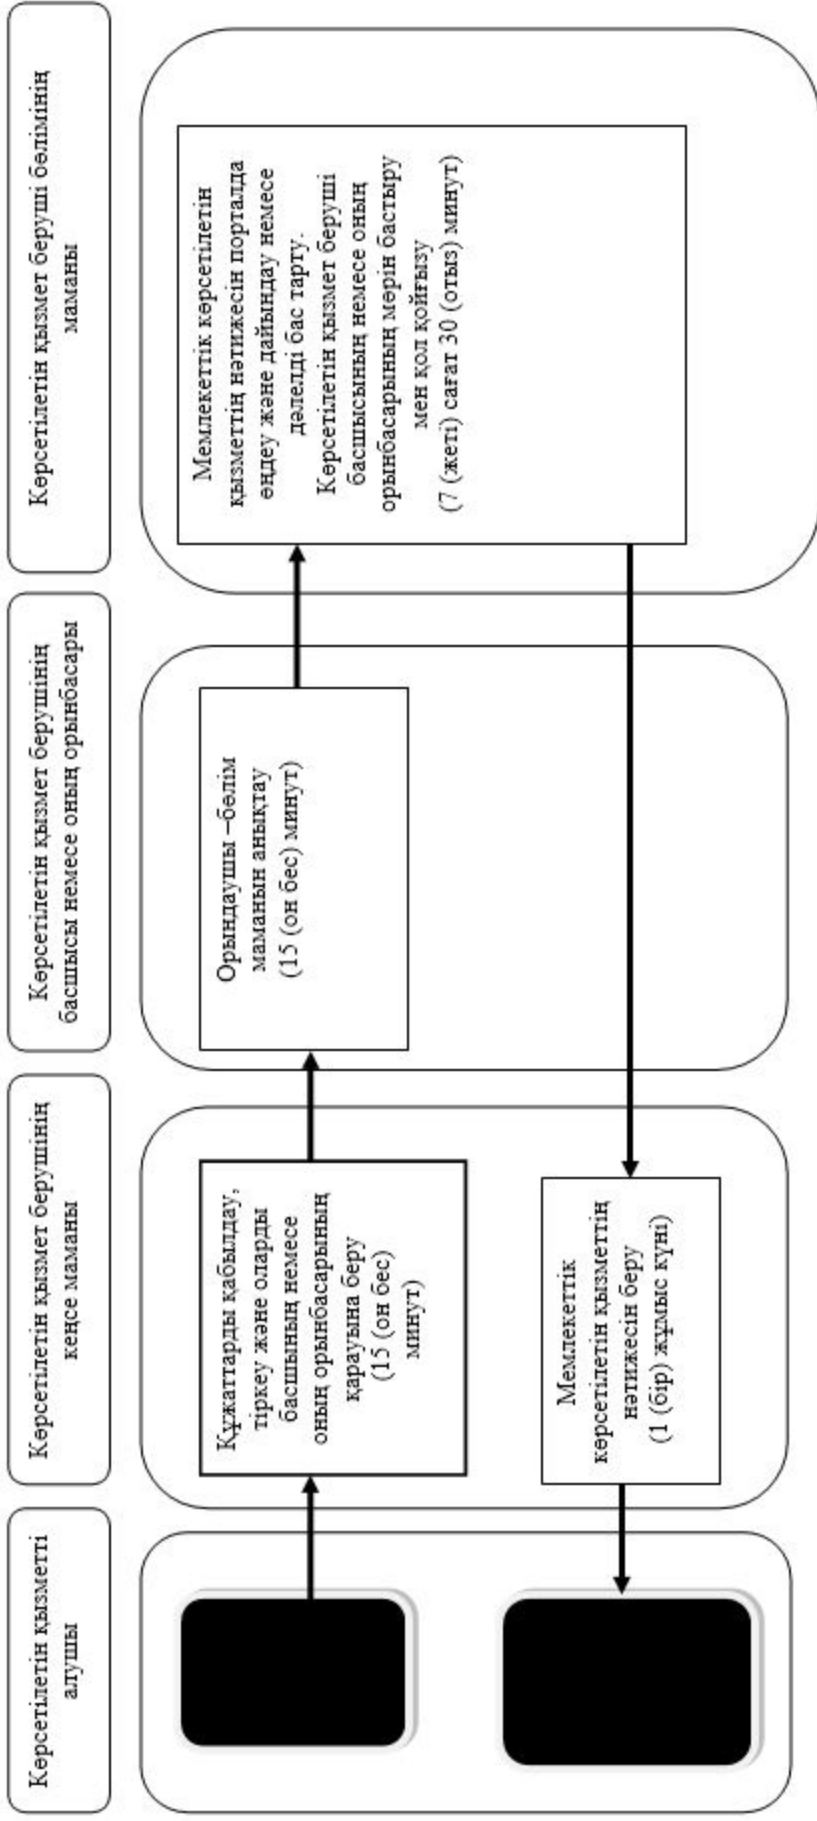 Көрсетілетін қызметті
алушы
Көрсетілетін қызмет берушінің
кеңсе маманы
Көрсетілетін қызмет берушінің
басшысы немесе оның орынбасары
Көрсетілетін қызмет беруші бөлімінің
маманы
Құжаттарды қабылдау,
тіркеу және оларды
басшының немесе
оның орынбасарының
қарауына беру
(15 (он бес)
минут)
Орындаушы –бөлім
маманын анықтау
(15 (он бес) минут)
Мемлекеттік көрсетілетін
қызметтің нәтижесін порталда
өңдеу және дайындау немесе
дәлелді бас тарту.
Көрсетілетін қызмет беруші
басшысының немесе оның
орынбасарының мөрін бастыру
мен қол қойғызу
(7 (жеті) сағат 30 (отыз) минут)
Мемлекеттік
көрсетілетін қызметтің
нәтижесін беру
(1 (бір) жұмыс күні)